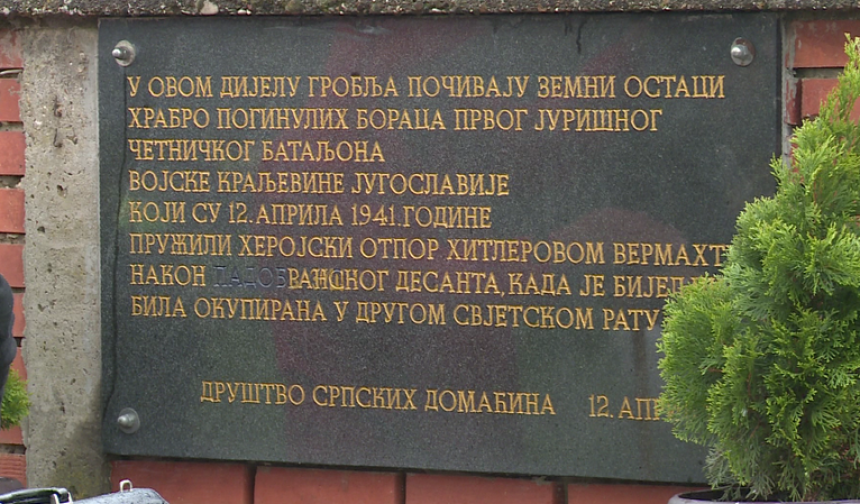 У ОВОМ ДИЈЕЛУ ГРОБЉА ПОЧИВАЈУ ЗЕМНИ ОСТАЦИ
ХРАБРО ПОГИНУЛИХ БОРАЦА ПРВОГ ЈУРИШНОГ
ЧЕТНИЧКОГ БАТАЉОНА
ВОЈСКЕ КРАЉЕВИНЕ ЈУГОСЛАВИЈЕ
КОЈИ СУ 12. АПРИЛА 1941. ГОДИНЕ
ПРУЖИЛИ ХЕРОЈСКИ ОТПОР ХИТЛЕРОВОМ
НАКОН ДЕСАНТА, КАДА ЈЕ
БИЛА ОКУПИРАНА У ДРУГОМ СВЈЕТСКОМ РАТУ
ДРУШТВО СРПСКИХ ДОМАЋИНА 12.